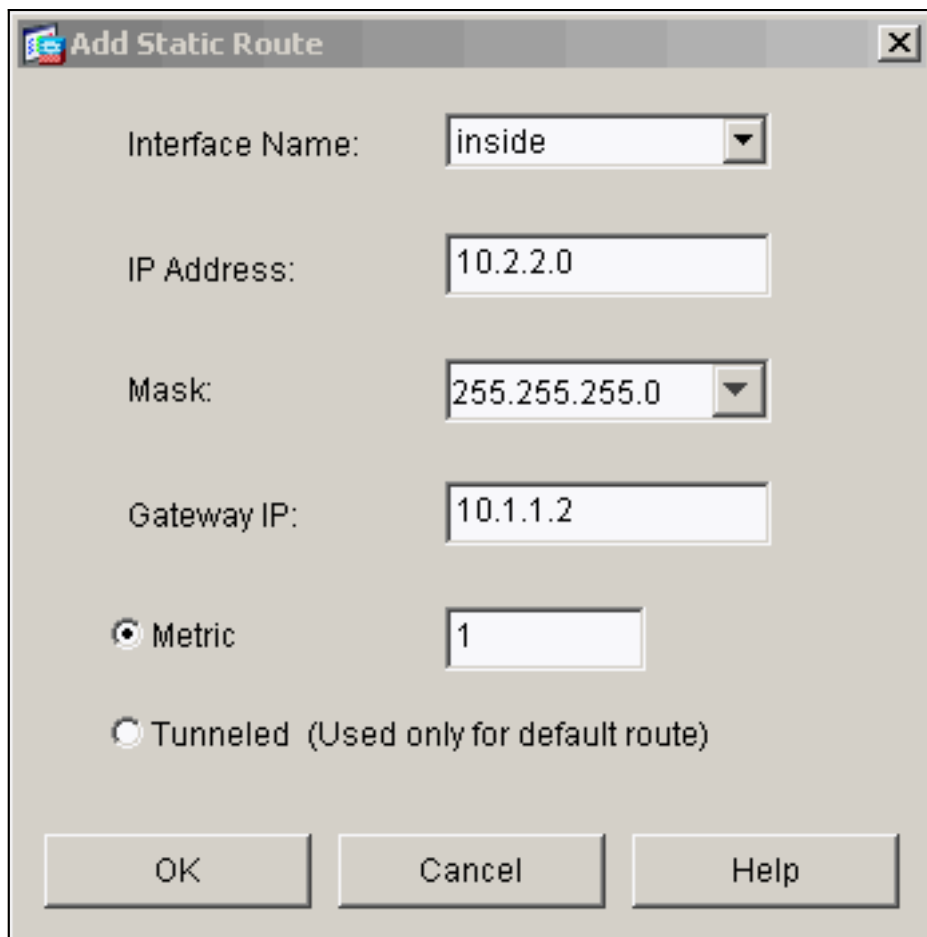 Add Static Route
Interface Name: inside
IP Address: 10.2.2.0
Mask: 255.255.255.0
Gateway IP: 10.1.1.2
Metric 1
Tunneled (Used only for default route)
OK Cancel Help